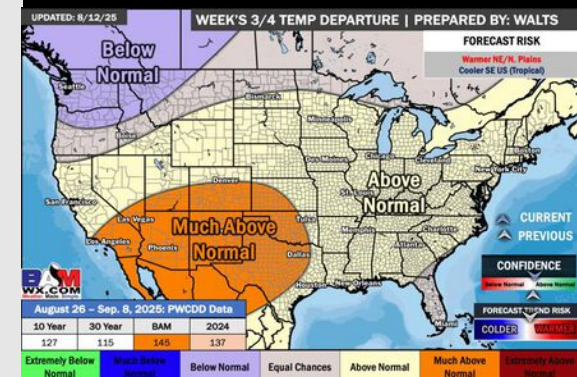 UPDATED: 8/12/25
WEEK'S 3/4 TEMP DEPARTURE | PREPARED BY: WALTS
FORECAST RISK
Warmer NE/N. Plains
Cooler SE US (Tropical)
Below
Normal
Seattle
Boise
Bismarck
Minneapolis
Des Moines
Chicago
Cleveland
Boston
New York City
San Francisco
Denver
St. Louis
Above
Normal
Las Vegas
Los Angeles
Phoenix
Much Above
Normal
Tulsa
Dallas
Memphis
Charlotte
Atlanta
Houston
New Orleans
Miami
CURRENT
PREVIOUS
CONFIDENCE
Below Normal Above Normal
FORECAST TREND RISK
COLDER WARMER
BAM
WX.COM
Weather Made Simple.
August 26 - Sep. 8, 2025: PWCDD Data
10 Year 30 Year BAM 2024
127 115 145 137
Extremely Below Normal
Much Below Normal
Below Normal
Equal Chances
Above Normal
Much Above Normal
Extremely Above Normal